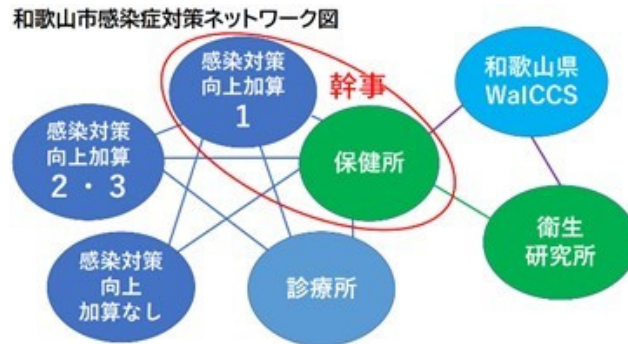 和歌山市感染症対策ネットワーク図
感染対策
向上加算
1
幹事
和歌山県
WaICCS
感染対策
向上加算
2・3
保健所
感染対策
向上
加算なし
診療所
衛生
研究所